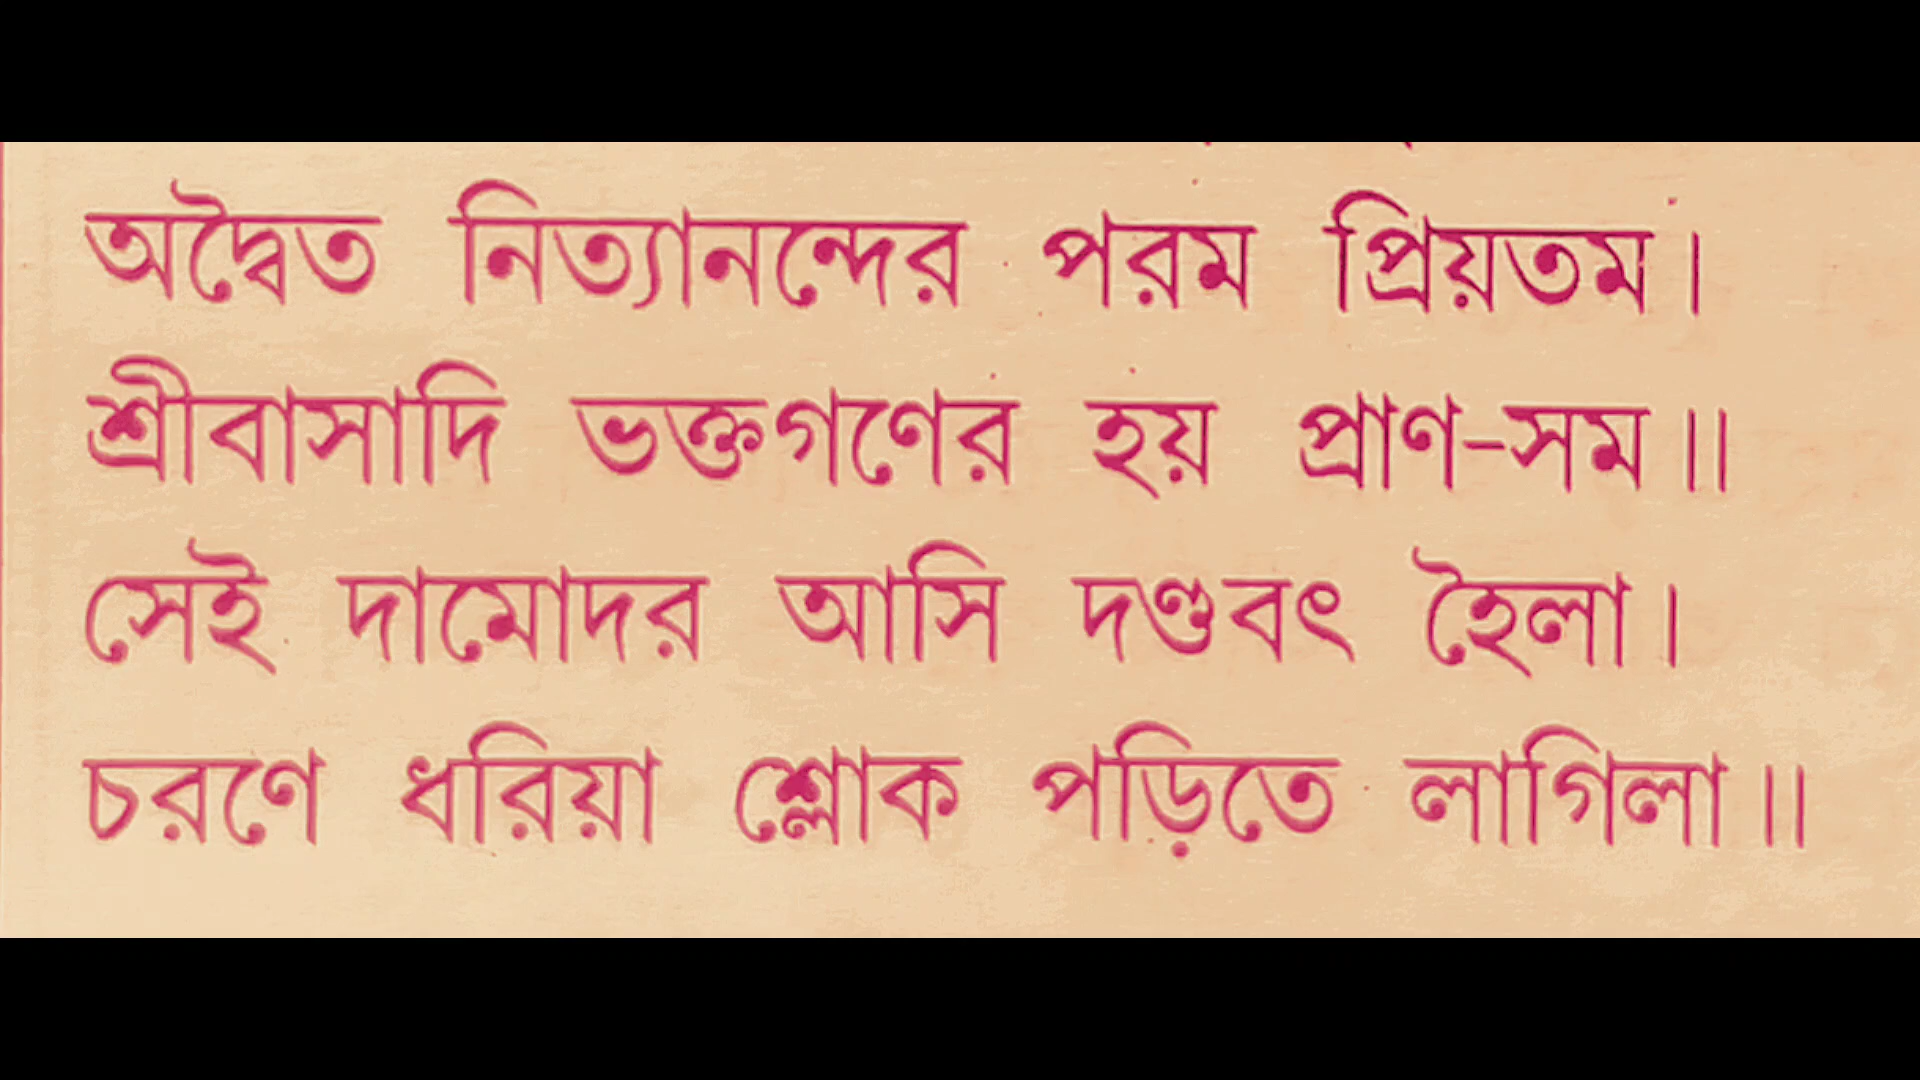 অদ্বৈত নিত্যানন্দের পরম প্রিয়তম।
শ্রীবাসাদি ভক্তগণের হয় প্রাণ-সম॥
সেই দামোদর আসি দণ্ডবৎ হৈলা।
চরণে ধরিয়া শ্লোক পড়িতে লাগিলা॥